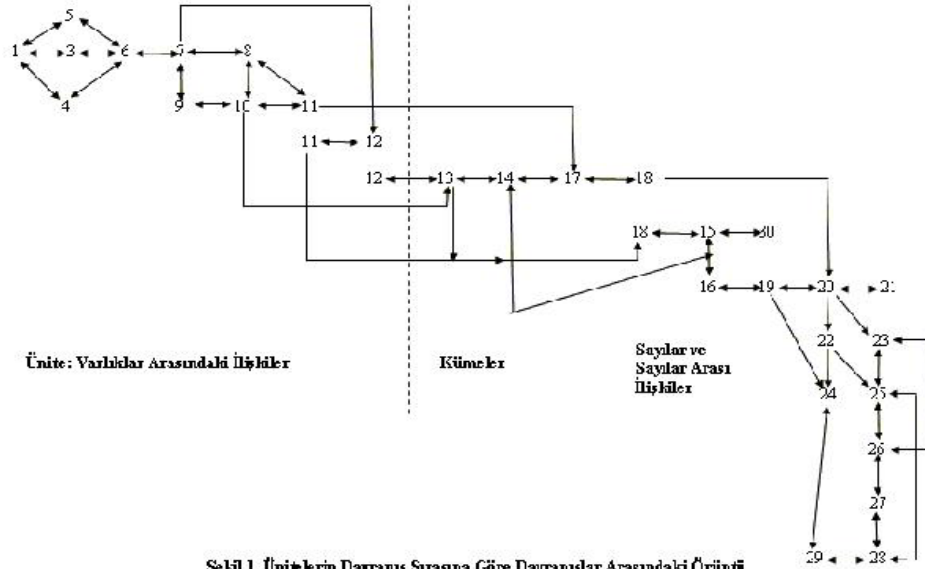 5
1 3 6 7 8
4 9 10 11
11 12
12 13 14 17 18
18 15 30
16 19 20 21
22 23
24 25
26
27
29 28
Ünite: Varlıklar Arasındaki İlişkiler
Kümeler
Sayılar ve
Sayılar Arası
İlişkiler
Şekil 1. Ünitelerin Davranış Sırasına Göre Davranışlar Arasındaki Örüntü